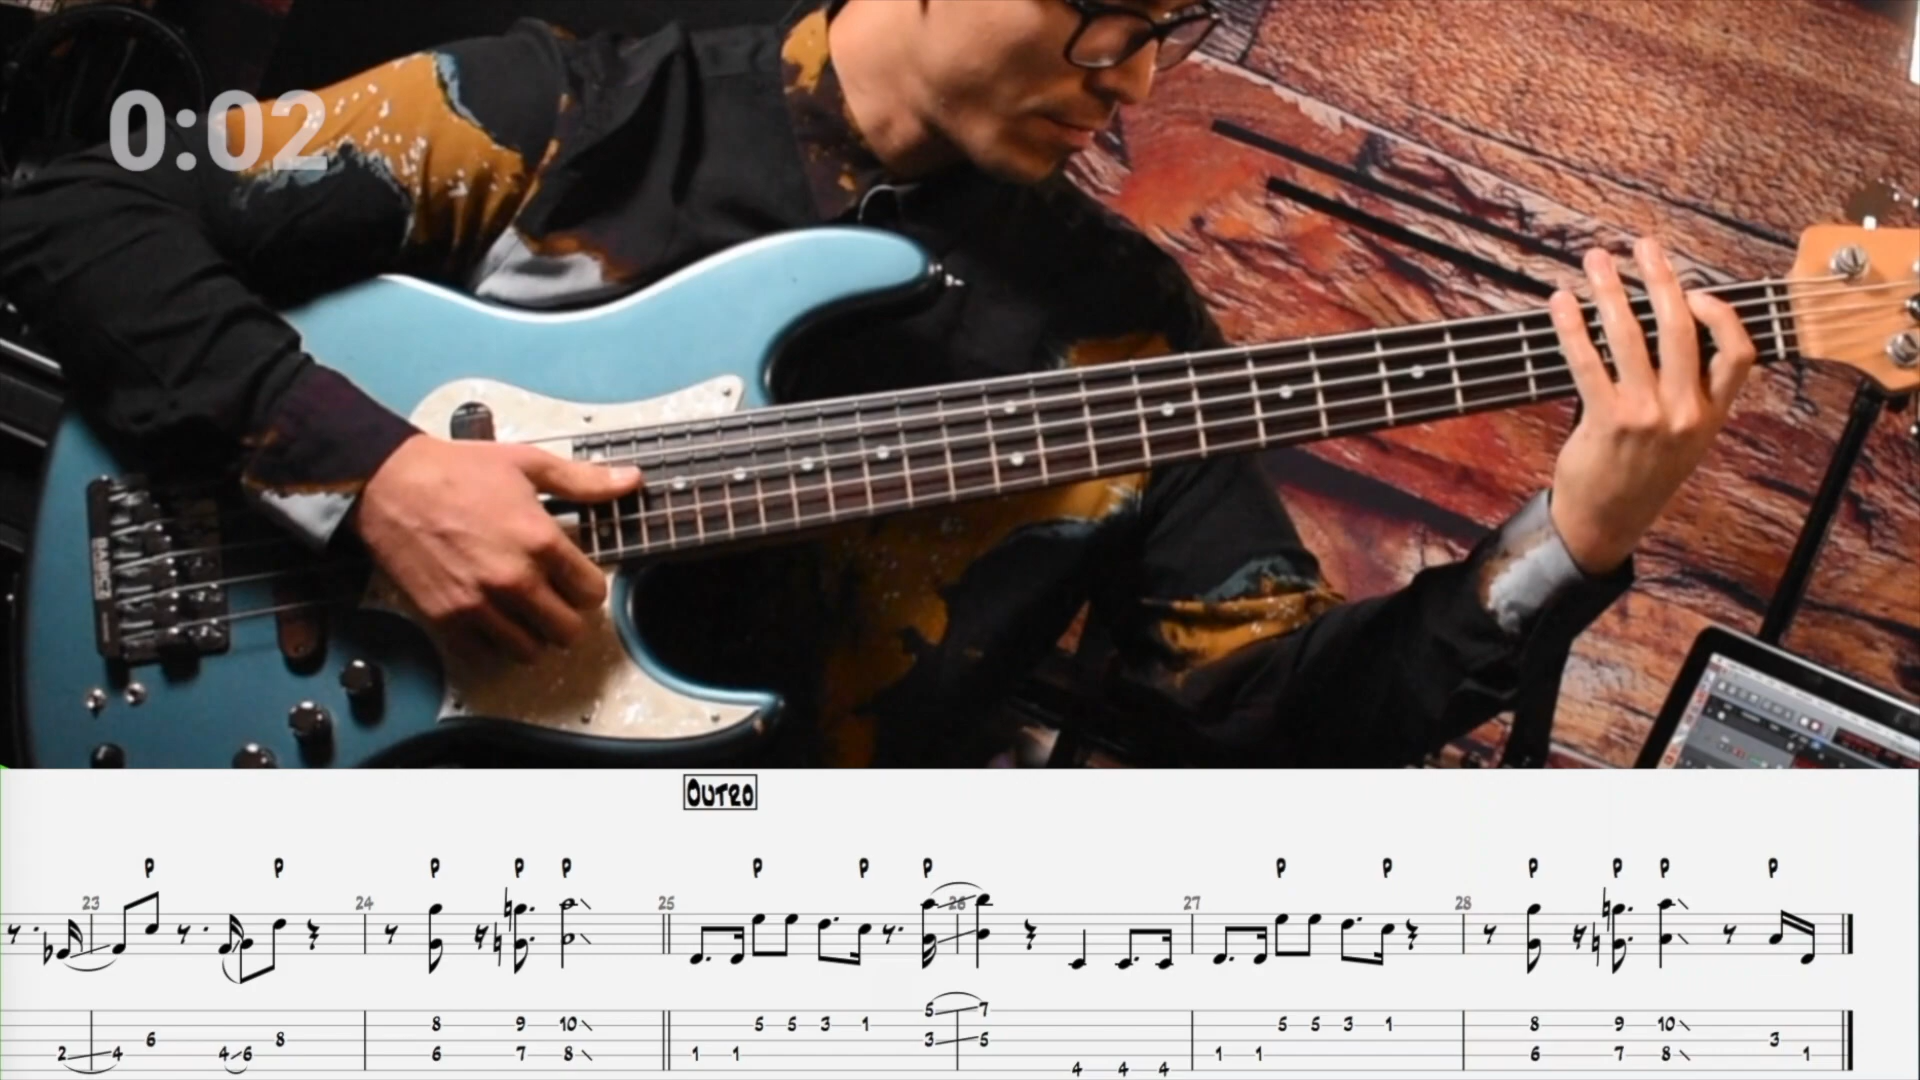 0:02
BABICZ
OUTRO
P P P P P P P P P P P P P P
23 24 25 26 27 28
5 7
8 9 10 5 5 3 1 5 5 3 1 8 9 10
6 8 3 5 3
2 4 4 6 6 7 8 1 1 1 1 6 7 8 1
4 4 4